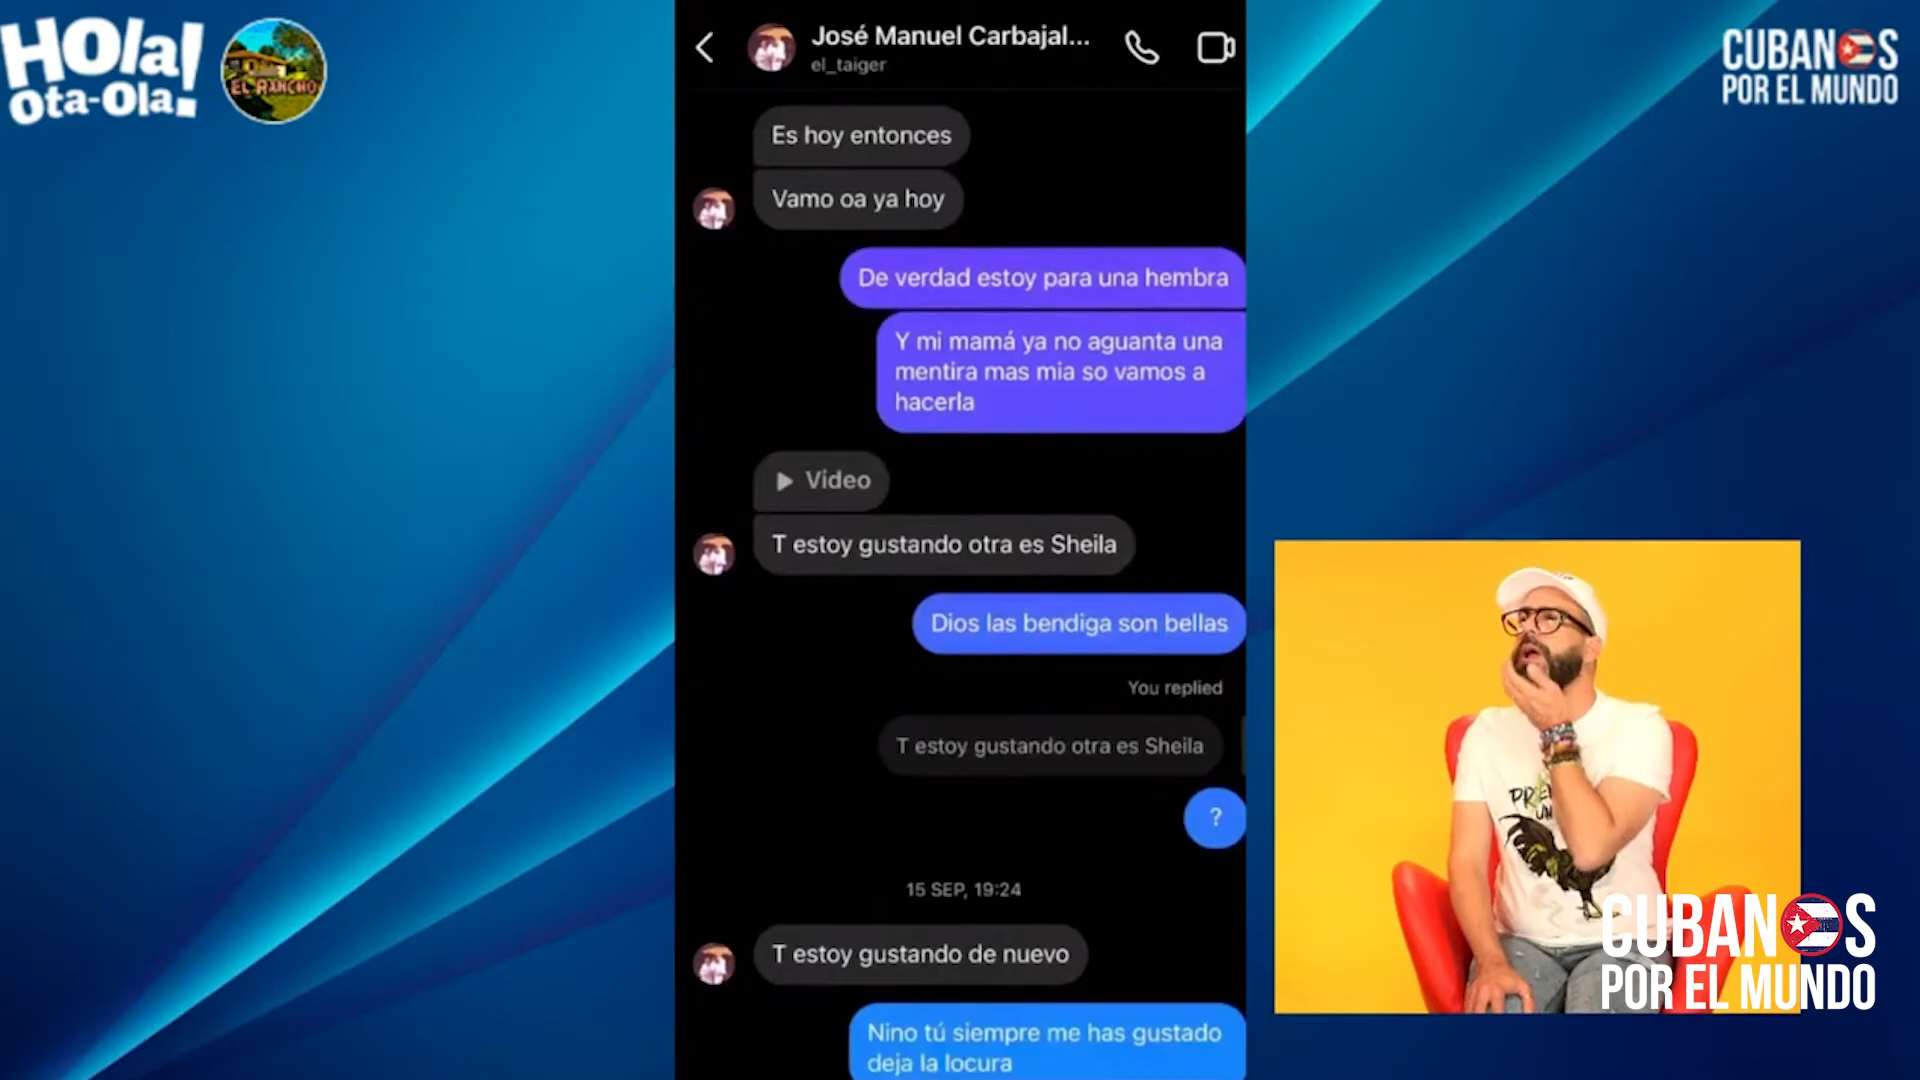 HOla!
Ota-Ola!
EL RANCHO
José Manuel Carbajal...
el_taiger
CUBANOS
POR EL MUNDO
Es hoy entonces
Vamo oa ya hoy
De verdad estoy para una hembra
Y mi mamá ya no aguanta una
mentira mas mia so vamos a
hacerla
Video
T estoy gustando otra es Sheila
Dios las bendiga son bellas
You replied
T estoy gustando otra es Sheila
?
15 SEP, 19:24
T estoy gustando de nuevo
Nino tú siempre me has gustado
deja la locura
CUBANOS
POR EL MUNDO